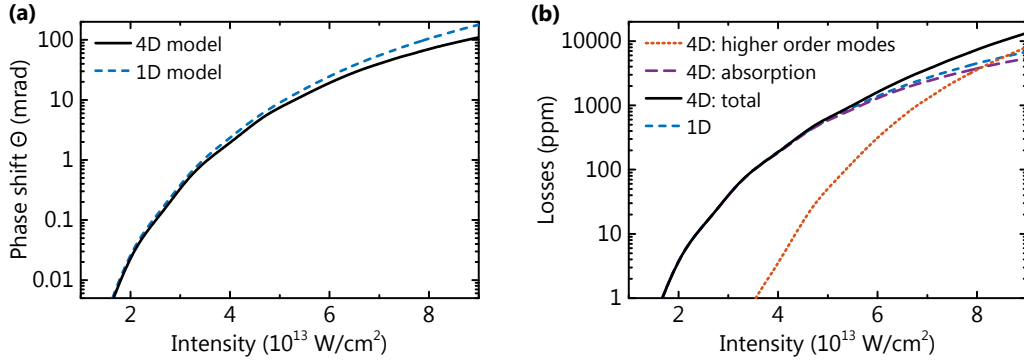 (a)
4D model
1D model
100
10
1
0.1
0.01
Phase shift Θ (mrad)
2
4
6
8
Intensity (10¹³ W/cm²)
(b)
4D: higher order modes
4D: absorption
4D: total
1D
10000
1000
100
10
1
Losses (ppm)
2
4
6
8
Intensity (10¹³ W/cm²)